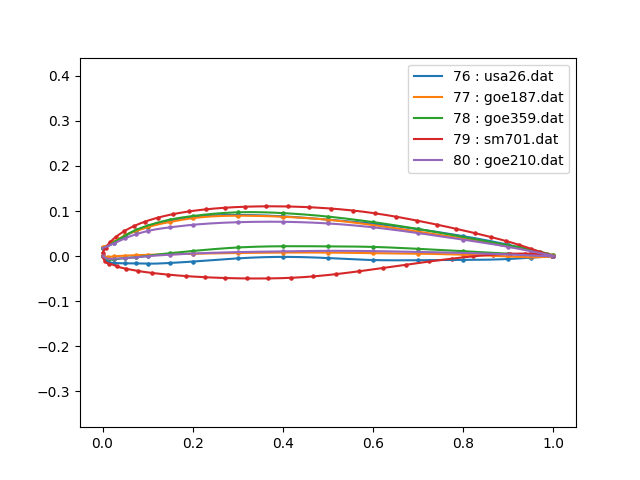 76 : usa26.dat
77 : goe187.dat
78 : goe359.dat
79 : sm701.dat
80 : goe210.dat
0.4
0.3
0.2
0.1
0.0
−0.1
−0.2
−0.3
0.0 0.2 0.4 0.6 0.8 1.0